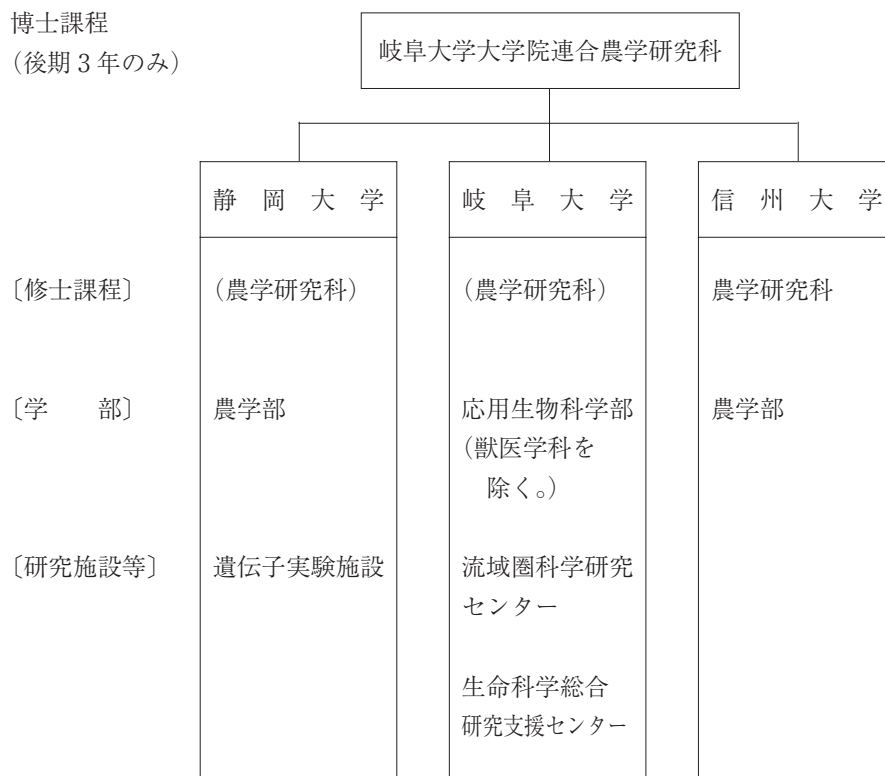 博士課程
(後期3年のみ)
岐阜大学大学院連合農学研究科
静岡大学 岐阜大学 信州大学
〔修士課程〕 (農学研究科) (農学研究科) 農学研究科
〔学部〕 農学部 応用生物科学部 農学部
(獣医学科を
除く。)
〔研究施設等〕 遺伝子実験施設 流域圏科学研究
センター
生命科学総合
研究支援センター